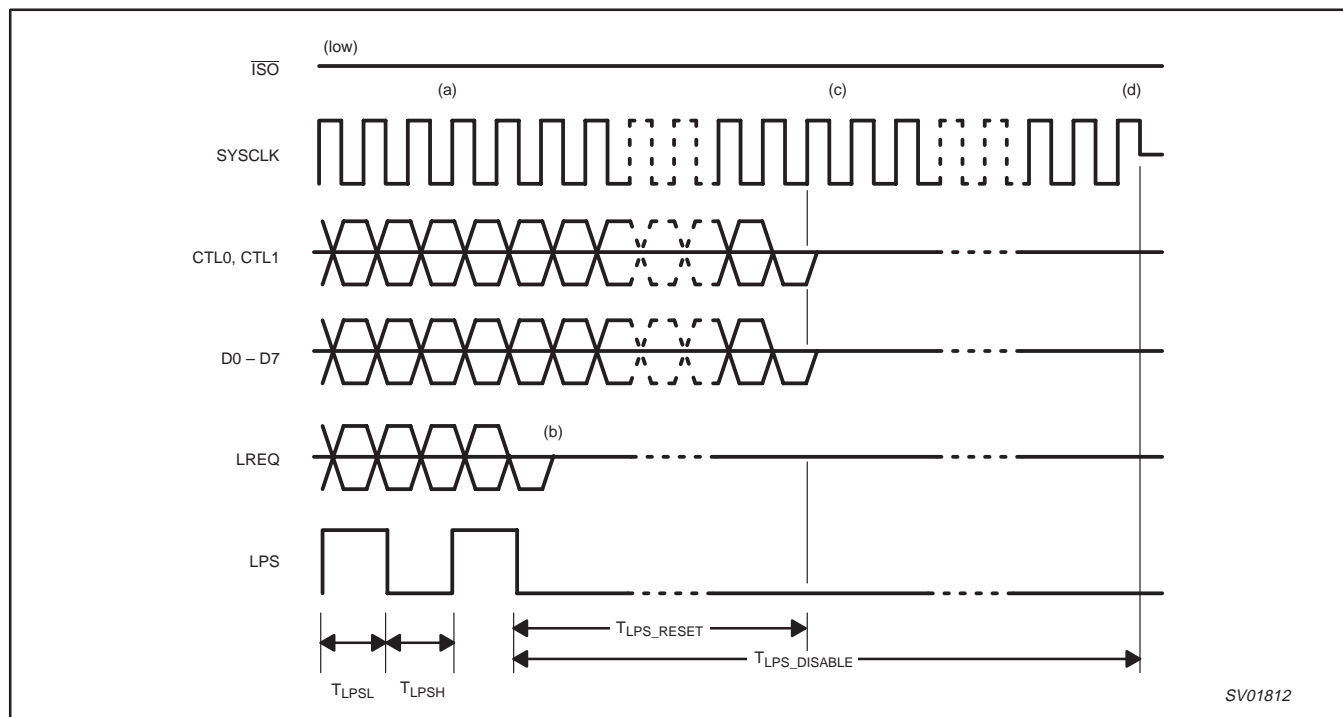 (low)
ISO
(a) (c) (d)
SYSCLK
CTL0, CTL1
D0 – D7
(b)
LREQ
LPS
TLPS_RESET
TLPS_DISABLE
TLPSL TLPSH
SV01812